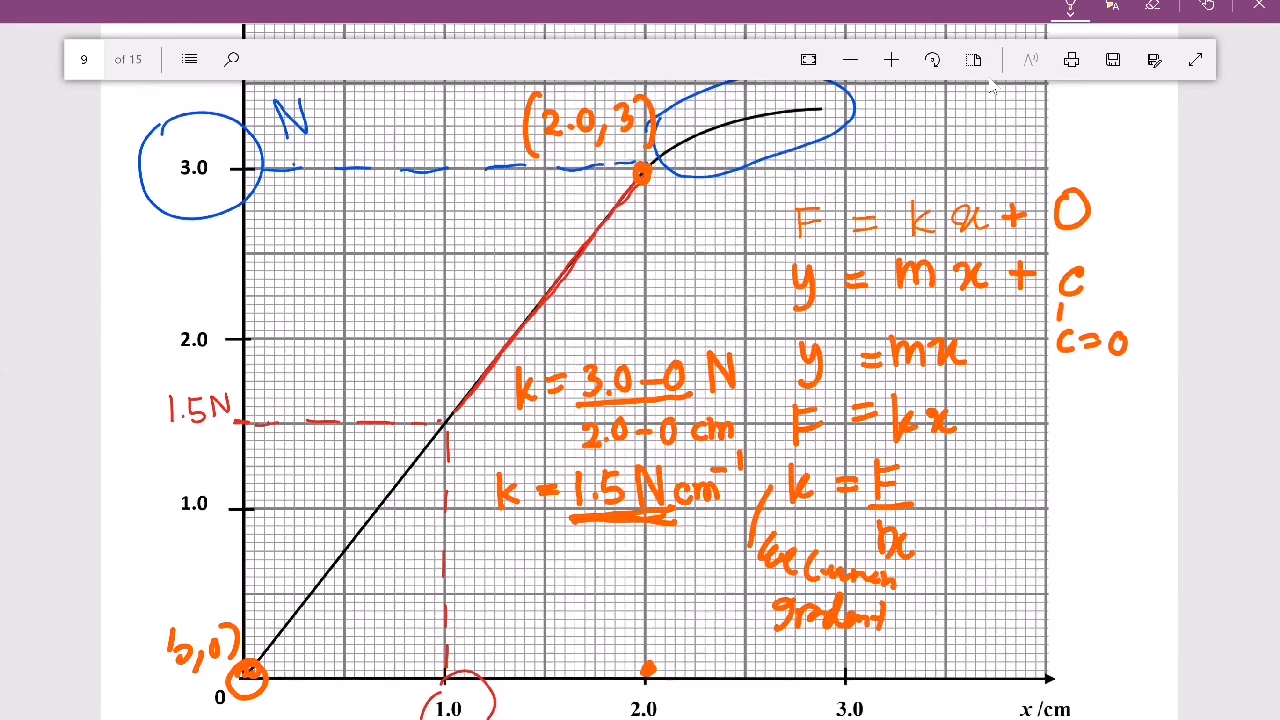 9 of 15
N
(2.0, 3)
3.0
F = kx + 0
y = mx + c
c = 0
2.0
y = mx
k = 3.0 - 0 N
2.0 - 0 cm
1.5N
F = kx
k = 1.5 N cm⁻¹
k = F
x
1.0
0
1.0
2.0
3.0
x /cm